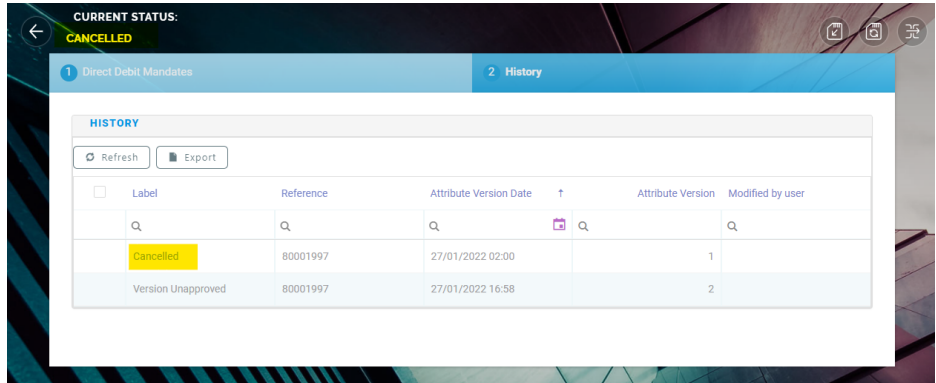 CURRENT STATUS:
CANCELLED
1 Direct Debit Mandates
2 History
HISTORY
Refresh
Export
Label Reference Attribute Version Date ↑ Attribute Version Modified by user
Cancelled 80001997 27/01/2022 02:00 1
Version Unapproved 80001997 27/01/2022 16:58 2